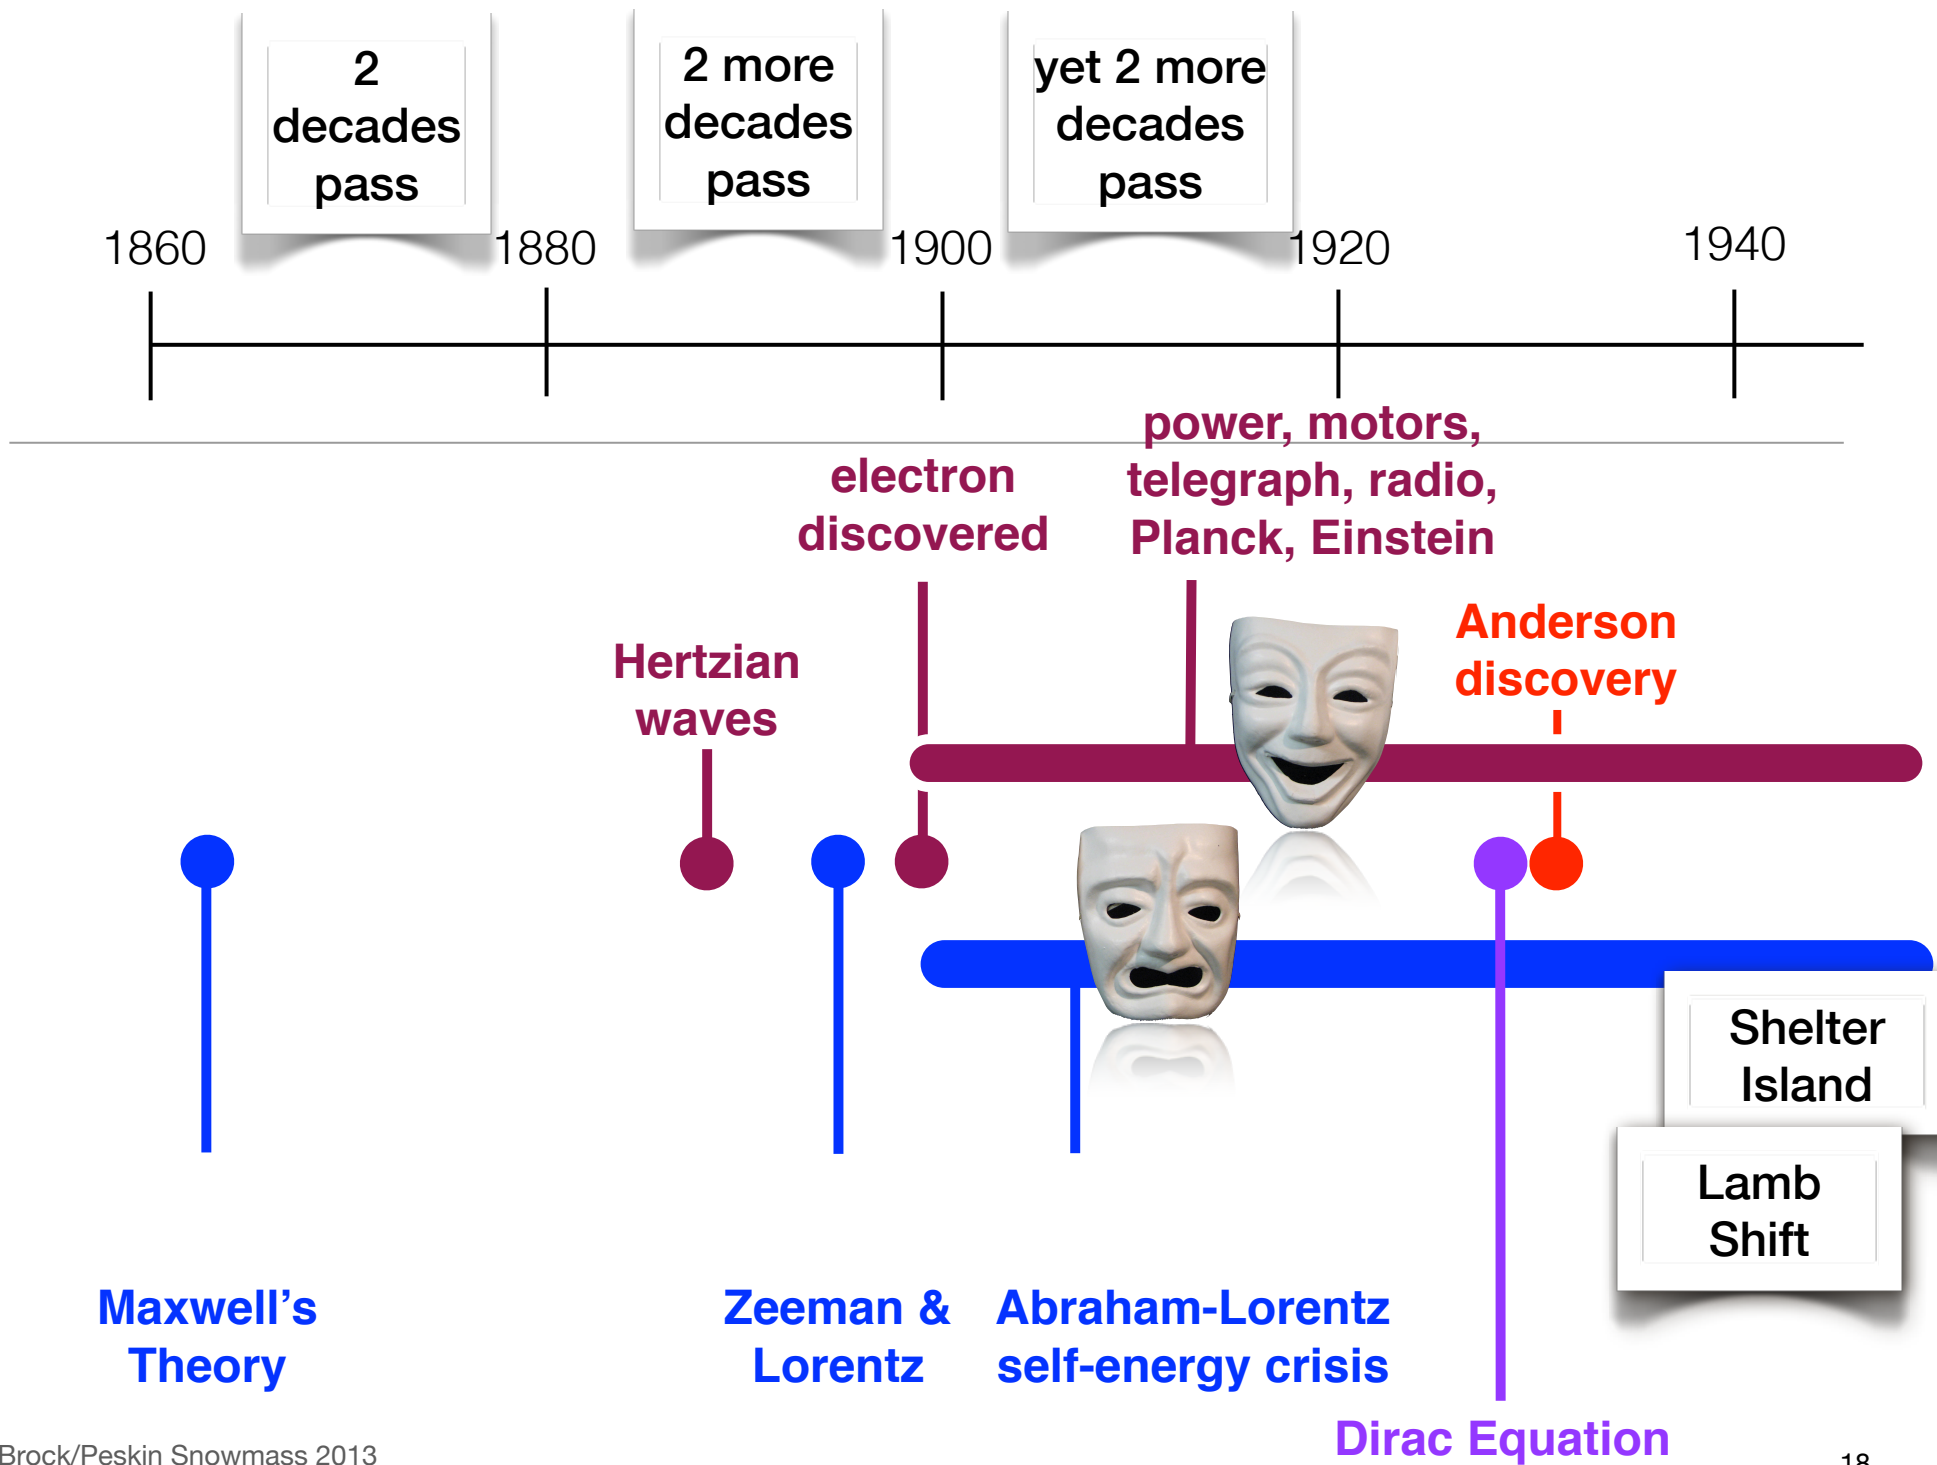 2
decades
pass
2 more
decades
pass
yet 2 more
decades
pass
1860
1880
1900
1920
1940
power, motors,
telegraph, radio,
Planck, Einstein
electron
discovered
Hertzian
waves
Anderson
discovery
Shelter
Island
Lamb
Shift
Maxwell’s
Theory
Zeeman &
Lorentz
Abraham-Lorentz
self-energy crisis
Dirac Equation
Brock/Peskin Snowmass 2013
18